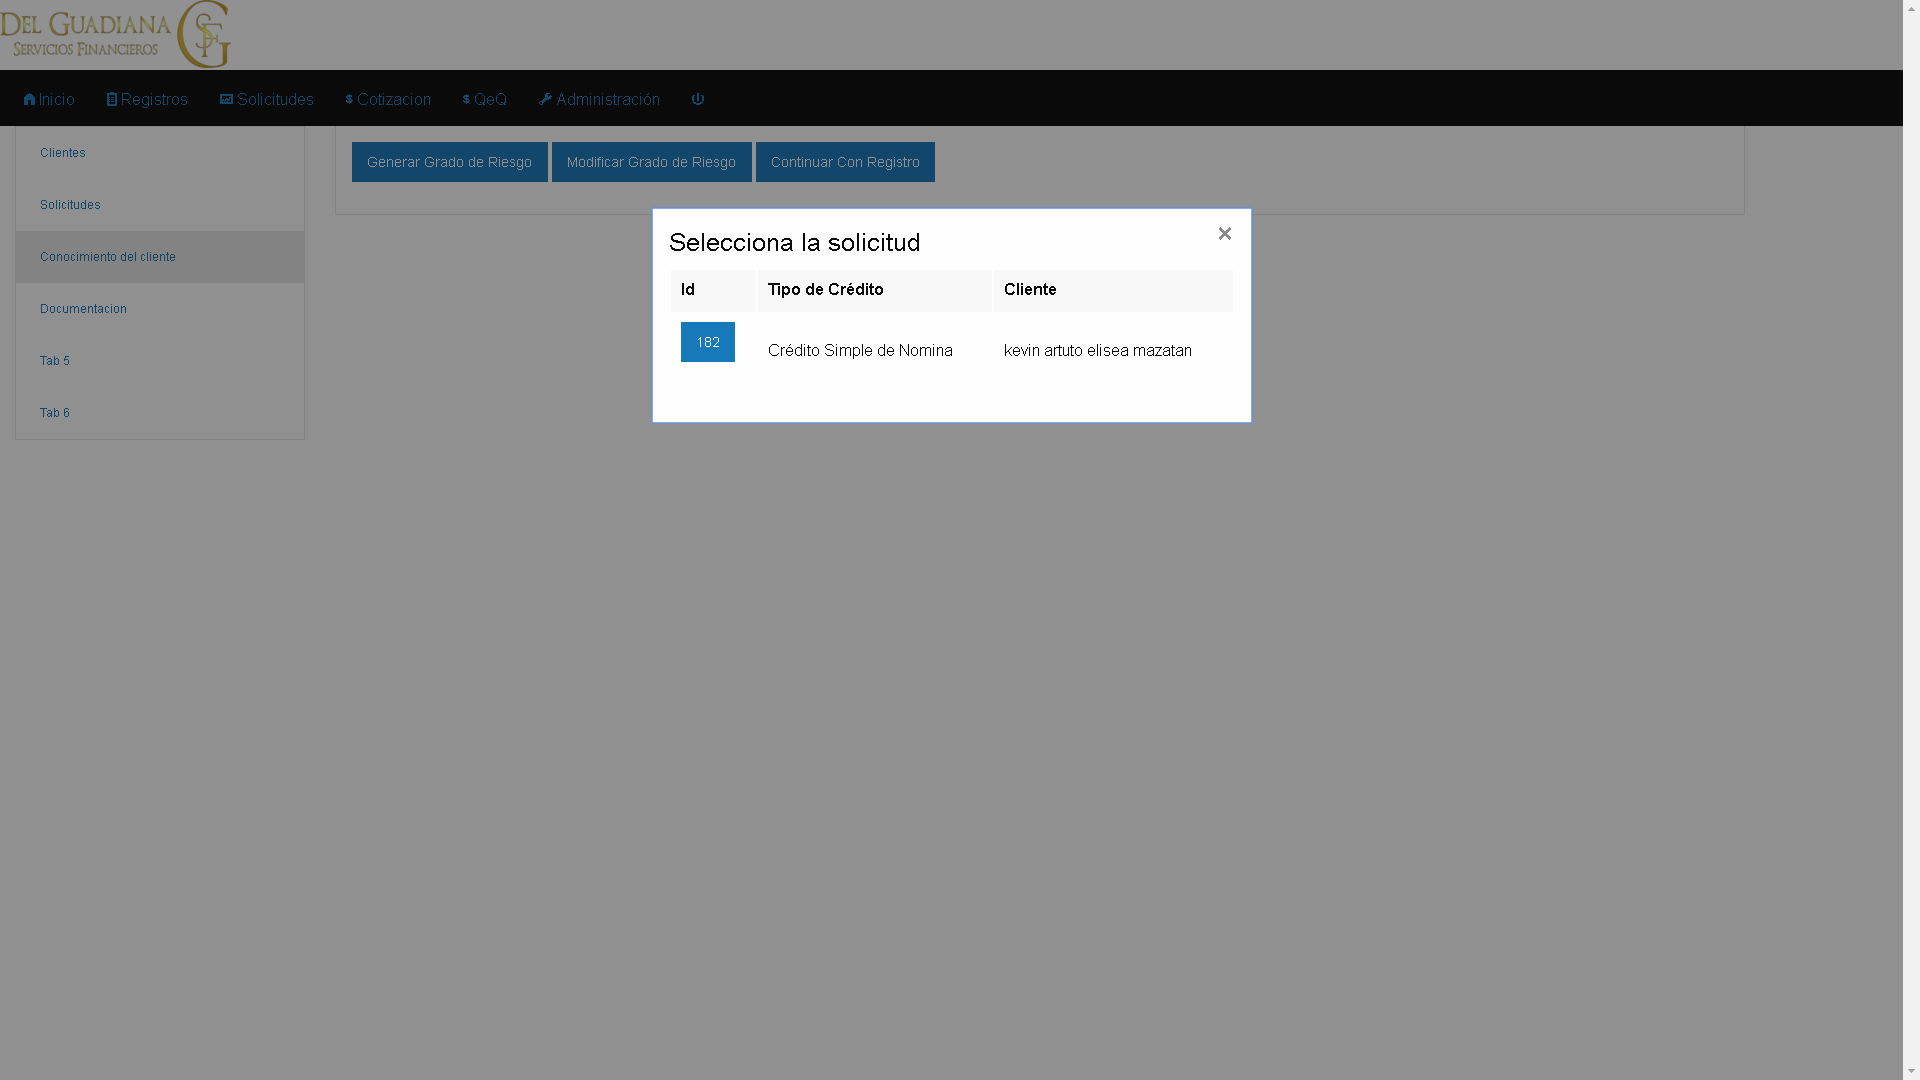 DEL GUADIANA
SERVICIOS FINANCIEROS
Inicio Registros Solicitudes $ Cotizacion $ QeQ Administración
Clientes
Solicitudes
Conocimiento del cliente
Documentacion
Tab 5
Tab 6
Generar Grado de Riesgo Modificar Grado de Riesgo Continuar Con Registro
Selecciona la solicitud ×
Id Tipo de Crédito Cliente
182 Crédito Simple de Nomina kevin artuto elisea mazatan